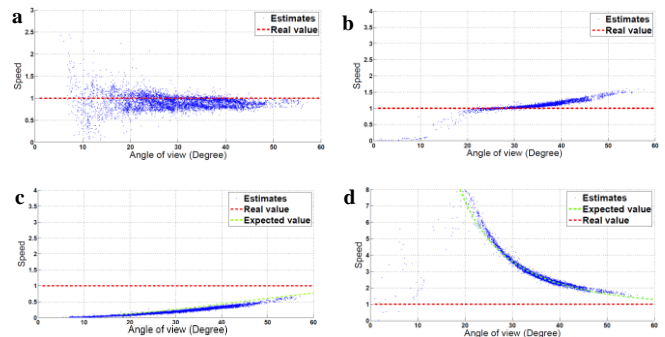 a
3
2.5
2
1.5
1
0.5
0
Speed
0 10 20 30 40 50 60
Angle of view (Degree)
Estimates
Real value
b
4
3.5
3
2.5
2
1.5
1
0.5
0
Speed
0 10 20 30 40 50 60
Angle of view (Degree)
Estimates
Real value
c
4
3.5
3
2.5
2
1.5
1
0.5
0
Speed
0 10 20 30 40 50 60
Angle of view (Degree)
Estimates
Real value
Expected value
d
8
7
6
5
4
3
2
1
0
Speed
0 10 20 30 40 50 60
Angle of view (Degree)
Estimates
Expected value
Real value